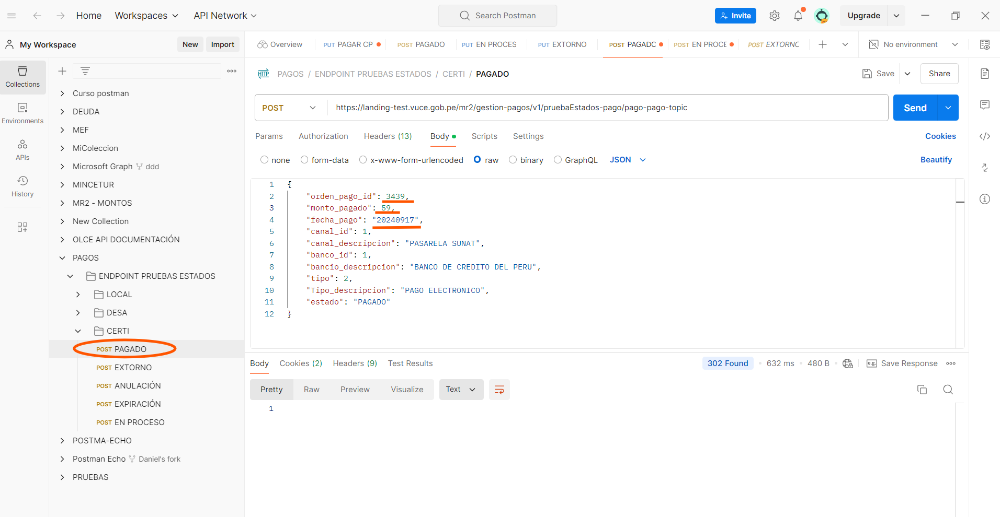 Home Workspaces API Network Search Postman Invite Upgrade
My Workspace New Import
Overview PUT PAGAR CP POST PAGADO PUT EN PROCES PUT EXTORNO POST PAGADO POST EN PROCE POST EXTORNO No environment
Collections
Environments
APIs
History
Curso postman
DEUDA
MEF
MiColeccion
Microsoft Graph ddd
MINCETUR
MR2 - MONTOS
New Collection
OLCE API DOCUMENTACIÓN
PAGOS
ENDPOINT PRUEBAS ESTADOS
LOCAL
DESA
CERTI
POST PAGADO
POST EXTORNO
POST ANULACIÓN
POST EXPIRACIÓN
POST EN PROCESO
POSTMA-ECHO
Postman Echo Daniel's fork
PRUEBAS
HTTP PAGOS / ENDPOINT PRUEBAS ESTADOS / CERTI / PAGADO Save Share
POST https://landing-test.vuce.gob.pe/mr2/gestion-pagos/v1/pruebaEstados-pago/pago-pago-topic Send
Params Authorization Headers (13) Body Scripts Settings Cookies
none form-data x-www-form-urlencoded raw binary GraphQL JSON Beautify
1 {
2 "orden_pago_id": 3439,
3 "monto_pagado": 59,
4 "fecha_pago": "20240917",
5 "canal_id": 1,
6 "canal_descripcion": "PASARELA SUNAT",
7 "banco_id": 1,
8 "bancio_descripcion": "BANCO DE CREDITO DEL PERU",
9 "tipo": 2,
10 "Tipo_descripcion": "PAGO ELECTRONICO",
11 "estado": "PAGADO"
12 }
Body Cookies (2) Headers (9) Test Results 302 Found 632 ms 480 B e.g. Save Response
Pretty Raw Preview Visualize Text
1